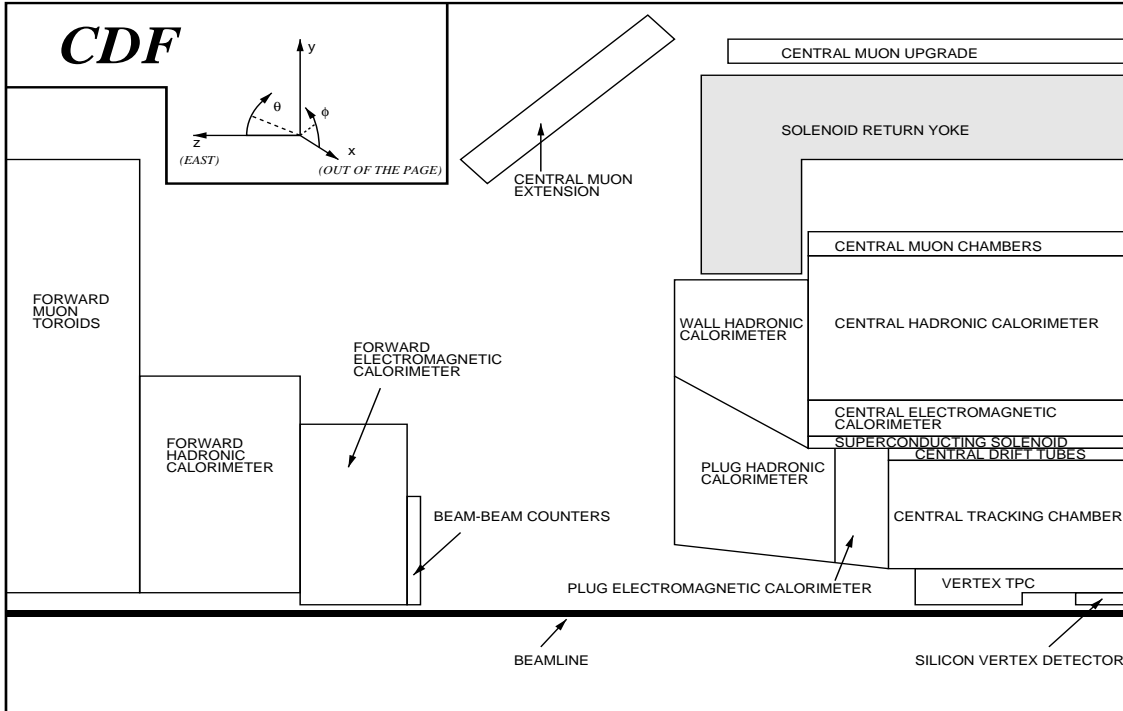 CDF
y
θ
ϕ
z
x
(EAST)
(OUT OF THE PAGE)
CENTRAL MUON UPGRADE
SOLENOID RETURN YOKE
CENTRAL MUON
EXTENSION
CENTRAL MUON CHAMBERS
FORWARD
MUON
TOROIDS
WALL HADRONIC
CALORIMETER
CENTRAL HADRONIC CALORIMETER
FORWARD
ELECTROMAGNETIC
CALORIMETER
CENTRAL ELECTROMAGNETIC
CALORIMETER
FORWARD
HADRONIC
CALORIMETER
SUPERCONDUCTING SOLENOID
CENTRAL DRIFT TUBES
PLUG HADRONIC
CALORIMETER
BEAM-BEAM COUNTERS
CENTRAL TRACKING CHAMBER
PLUG ELECTROMAGNETIC CALORIMETER
VERTEX TPC
BEAMLINE
SILICON VERTEX DETECTOR